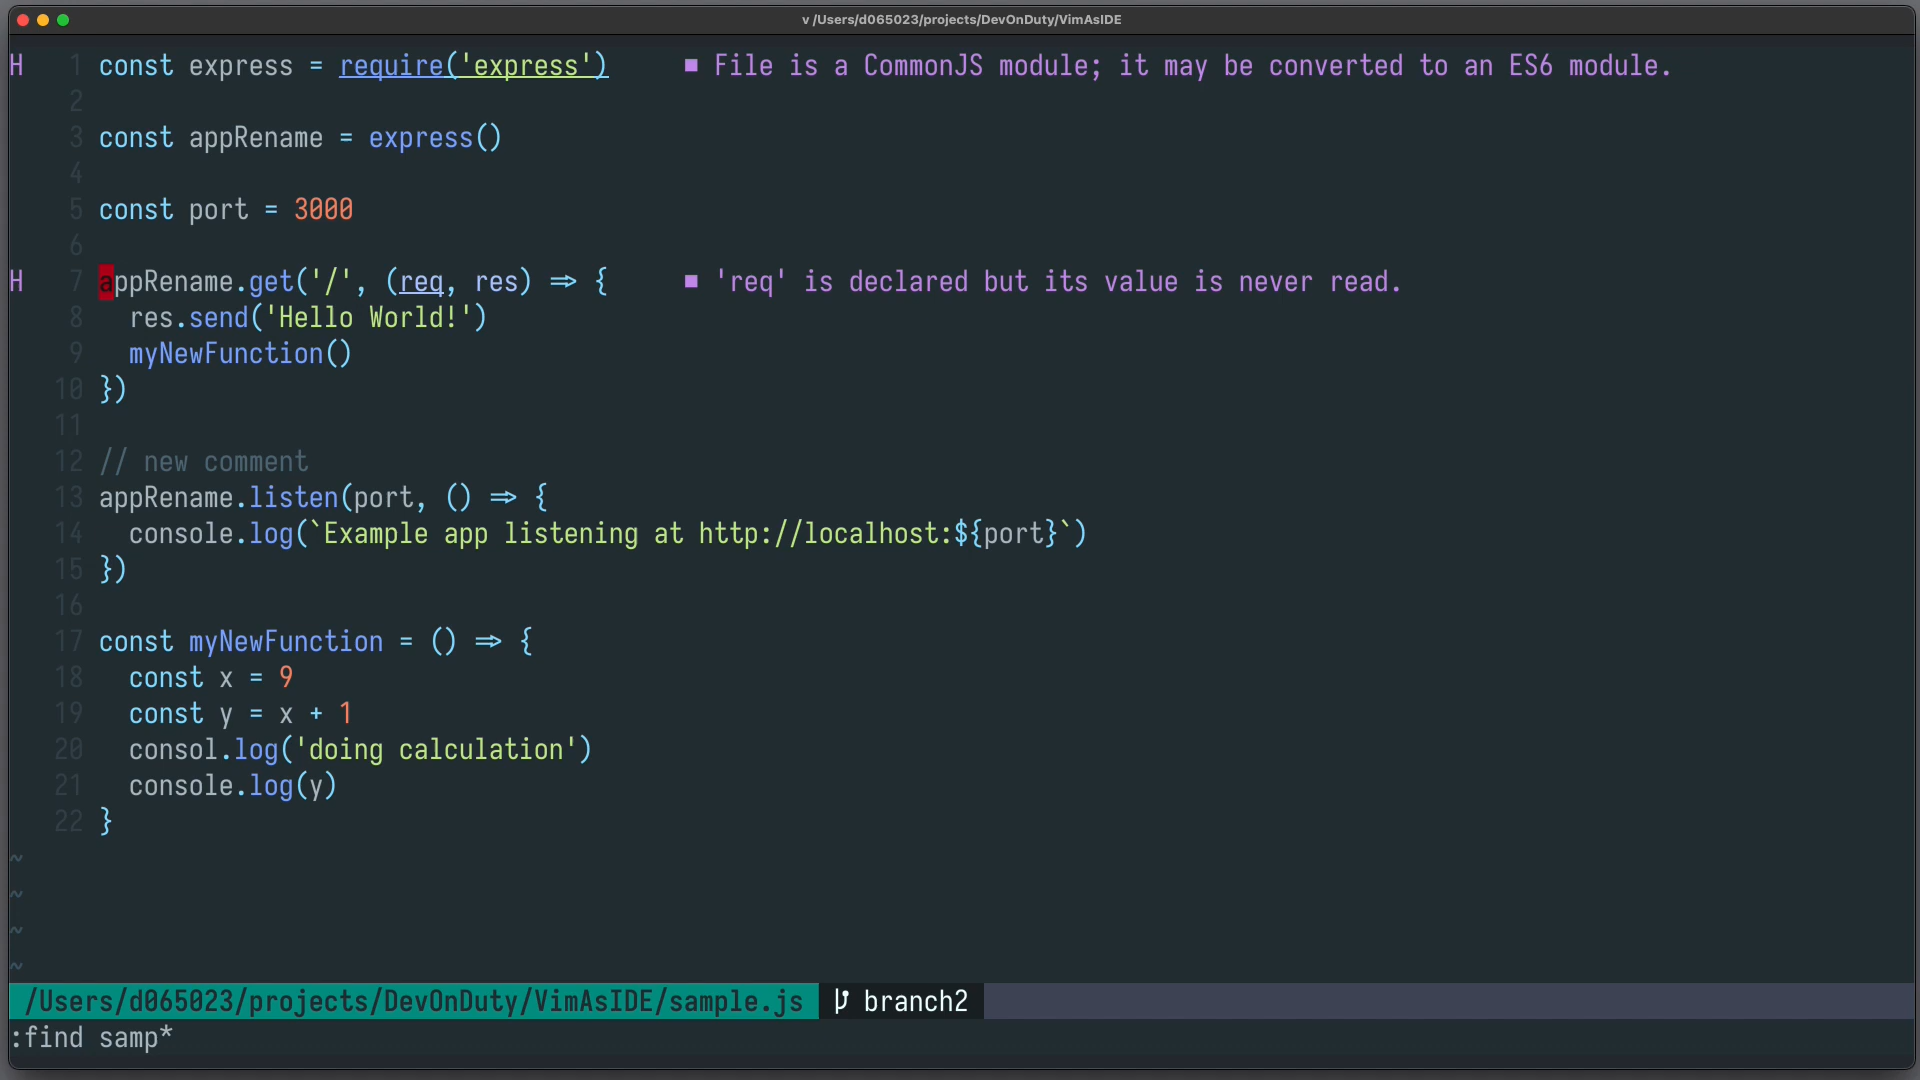 v /Users/d065023/projects/DevOnDuty/VimAsIDE
H 1 const express = require('express') ■ File is a CommonJS module; it may be converted to an ES6 module.
2
3 const appRename = express()
4
5 const port = 3000
6
H 7 appRename.get('/', (req, res) => { ■ 'req' is declared but its value is never read.
8 res.send('Hello World!')
9 myNewFunction()
10 })
11
12 // new comment
13 appRename.listen(port, () => {
14 console.log(`Example app listening at http://localhost:${port}`)
15 })
16
17 const myNewFunction = () => {
18 const x = 9
19 const y = x + 1
20 consol.log('doing calculation')
21 console.log(y)
22 }
~
~
~
~
/Users/d065023/projects/DevOnDuty/VimAsIDE/sample.js branch2
:find samp*